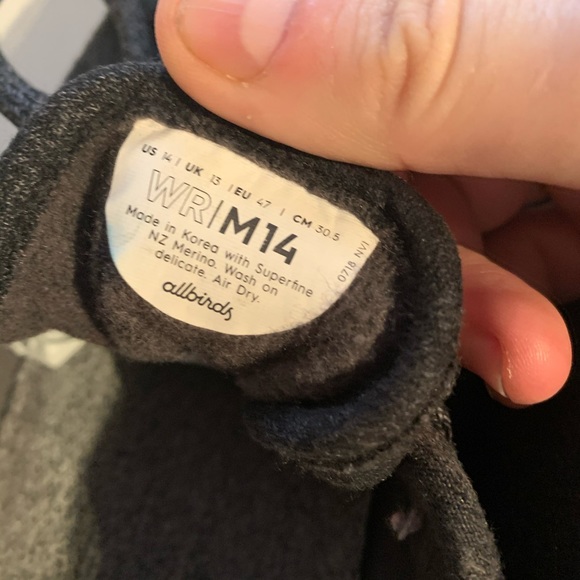 US 14 | UK 13 | EU 47 | CM 30.5
WR|M14
Made in Korea with Superfine
NZ Merino. Wash on
delicate. Air Dry.
allbirds
0718 NV1